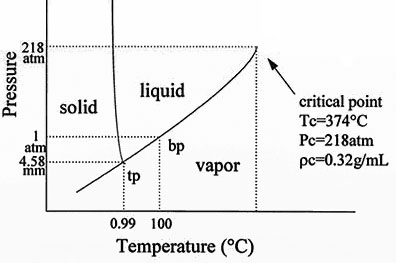 Pressure
218
atm
1
atm
4.58
mm
solid
liquid
vapor
bp
tp
critical point
Tc=374°C
Pc=218atm
ρc=0.32g/mL
0.99
100
Temperature (°C)